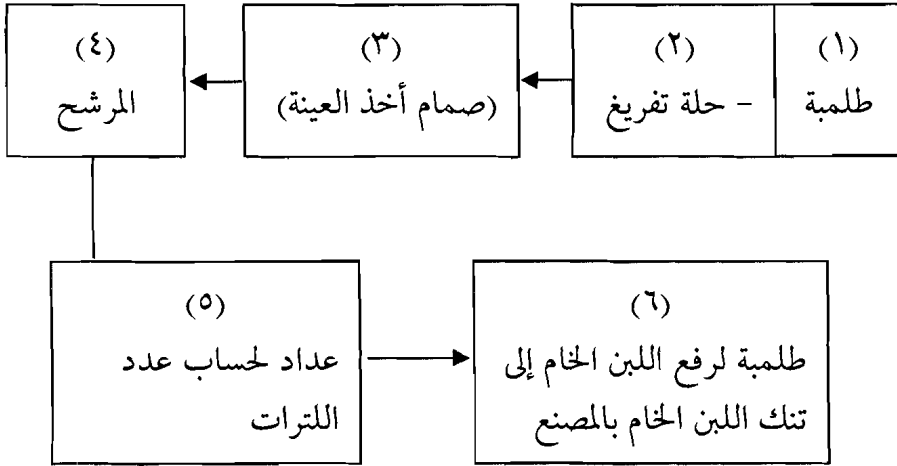 (١)
طلمبة
(٢)
- حلة تفريغ
(٣)
(صمام أخذ العينة)
(٤)
المرشح
(٥)
عداد لحساب عدد
اللترات
(٦)
طلمبة لرفع اللبن الخام إلى
تنك اللبن الخام بالمصنع